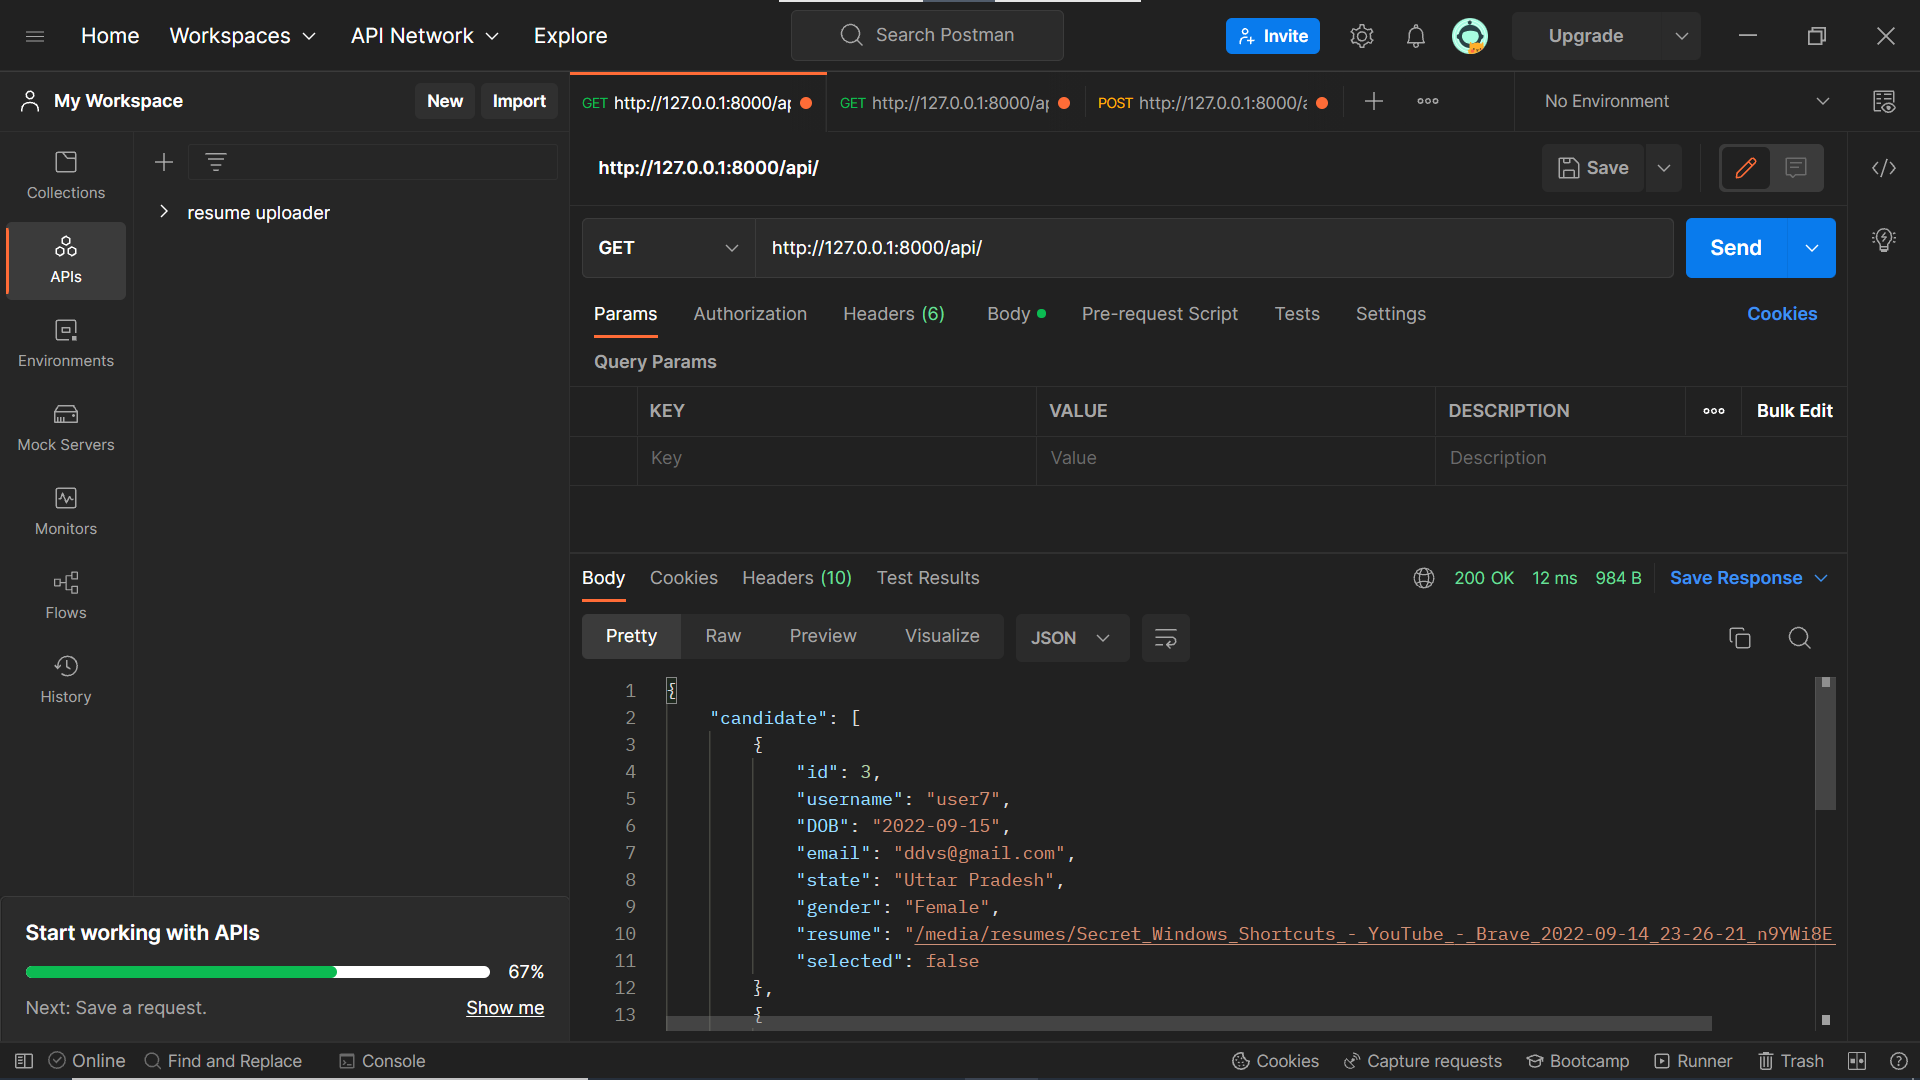 Home Workspaces API Network Explore Search Postman Invite Upgrade
My Workspace New Import
GET http://127.0.0.1:8000/ap GET http://127.0.0.1:8000/ap POST http://127.0.0.1:8000/a No Environment
Collections
APIs
Environments
Mock Servers
Monitors
Flows
History
resume uploader
http://127.0.0.1:8000/api/ Save
GET http://127.0.0.1:8000/api/ Send
Params Authorization Headers (6) Body Pre-request Script Tests Settings Cookies
Query Params
KEY VALUE DESCRIPTION Bulk Edit
Key Value Description
Body Cookies Headers (10) Test Results 200 OK 12 ms 984 B Save Response
Pretty Raw Preview Visualize JSON
1 {
2 "candidate": [
3 {
4 "id": 3,
5 "username": "user7",
6 "DOB": "2022-09-15",
7 "email": "ddvs@gmail.com",
8 "state": "Uttar Pradesh",
9 "gender": "Female",
10 "resume": "/media/resumes/Secret_Windows_Shortcuts_-_YouTube_-_Brave_2022-09-14_23-26-21_n9YWi8E
11 "selected": false
12 },
13 {
Start working with APIs
67%
Next: Save a request. Show me
Online Find and Replace Console Cookies Capture requests Bootcamp Runner Trash